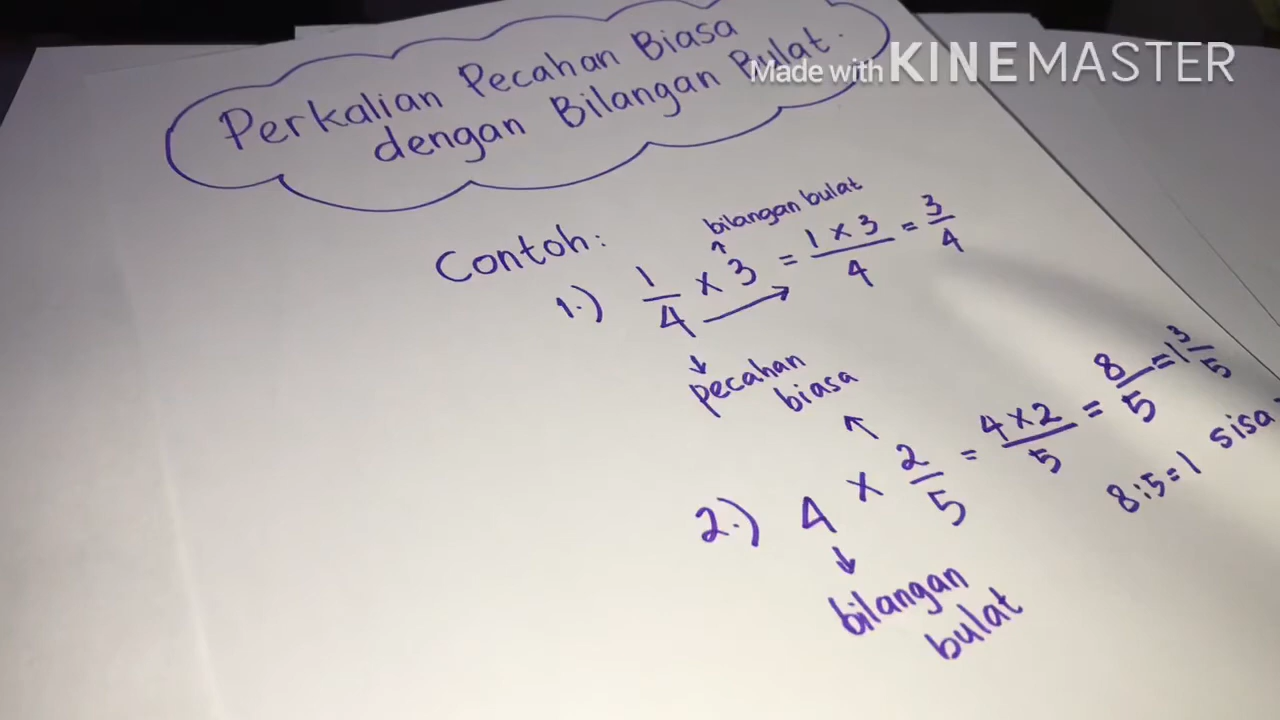 Perkalian Pecahan Biasa
dengan Bilangan Bulat.
Made with KINEMASTER
Contoh:
bilangan bulat
1.) 1/4 x 3 = 1 x 3/4 = 3/4
pecahan
biasa
2.) 4 x 2/5 = 4 x 2/5 = 8/5 = 1 3/5
8:5=1 sisa
bilangan
bulat